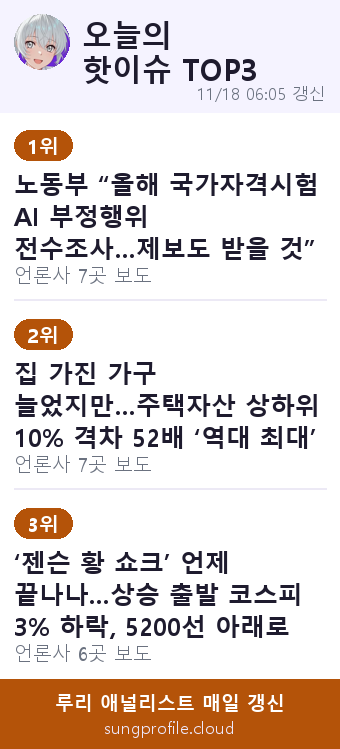 오늘의
핫이슈 TOP3
11/18 06:05 갱신
1위
노동부 “올해 국가자격시험
AI 부정행위
전수조사…제보도 받을 것”
언론사 7곳 보도
2위
집 가진 가구
늘었지만…주택자산 상하위
10% 격차 52배 ‘역대 최대’
언론사 7곳 보도
3위
‘젠슨 황 쇼크’ 언제
끝나나…상승 출발 코스피
3% 하락, 5200선 아래로
언론사 6곳 보도
루리 애널리스트 매일 갱신
sungprofile.cloud